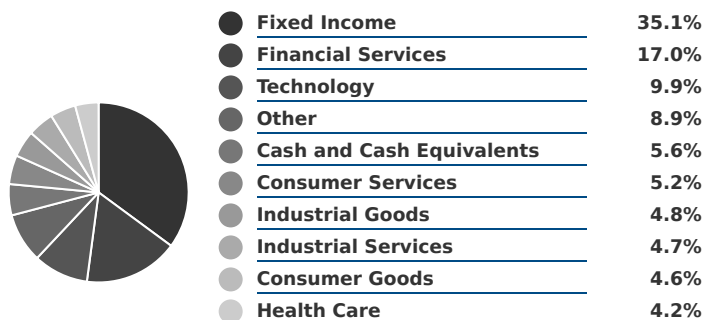 Fixed Income 35.1%
Financial Services 17.0%
Technology 9.9%
Other 8.9%
Cash and Cash Equivalents 5.6%
Consumer Services 5.2%
Industrial Goods 4.8%
Industrial Services 4.7%
Consumer Goods 4.6%
Health Care 4.2%